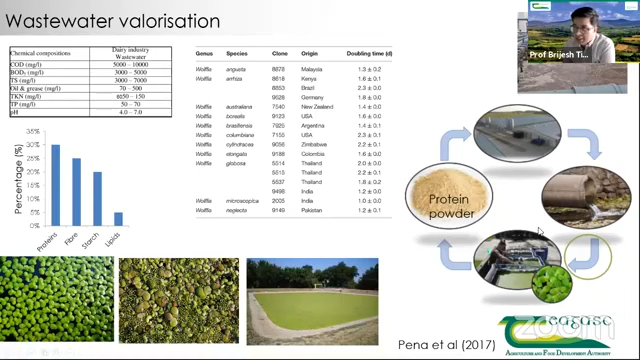 Wastewater valorisation
Chemical compositions Dairy industry Wastewater
COD (mg/l) 5000 – 10000
BOD₅ (mg/l) 3000 – 5000
TS (mg/l) 3000 – 7000
Oil & grease (mg/l) 70 – 500
TKN (mg/l) 50 – 150
TP (mg/l) 50 – 70
pH 4.0 – 7.0
Genus Species Clone Origin Doubling time (d)
Wolffia angusta 8878 Malaysia 1.3 ± 0.2
Wolffia arrhiza 8618 Kenya 1.6 ± 0.1
8853 Brazil 2.3 ± 0.0
9028 Germany 1.8 ± 0.0
Wolffia australiana 7540 New Zealand 1.4 ± 0.0
Wolffia borealis 9123 USA 1.6 ± 0.0
Wolffia brasiliensis 7925 Argentina 1.4 ± 0.1
Wolffia columbiana 7155 USA 2.3 ± 0.1
Wolffia cylindracea 9056 Zimbabwe 2.2 ± 0.1
Wolffia elongata 9188 Colombia 1.6 ± 0.0
Wolffia globosa 5514 Thailand 2.0 ± 0.0
5515 Thailand 2.2 ± 0.1
5537 Thailand 1.8 ± 0.2
9498 India 1.2 ± 0.0
Wolffia microscopica 2005 India 1.0 ± 0.0
Wolffia neglecta 9149 Pakistan 1.2 ± 0.1
Prof Brijesh Ti...
Percentage (%)
35%
30%
25%
20%
15%
10%
5%
0%
Proteins
Fibre
Starch
Lipids
Protein
powder
Pena et al (2017)
AGRICULTURE AND FOOD DEVELOPMENT AUTHORITY
zoom